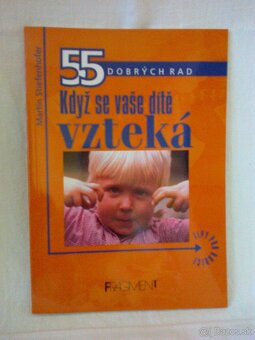 Martin Stiefenhofer
55 DOBRÝCH RAD
Když se vaše dítě
vzteká
FRAGMENT